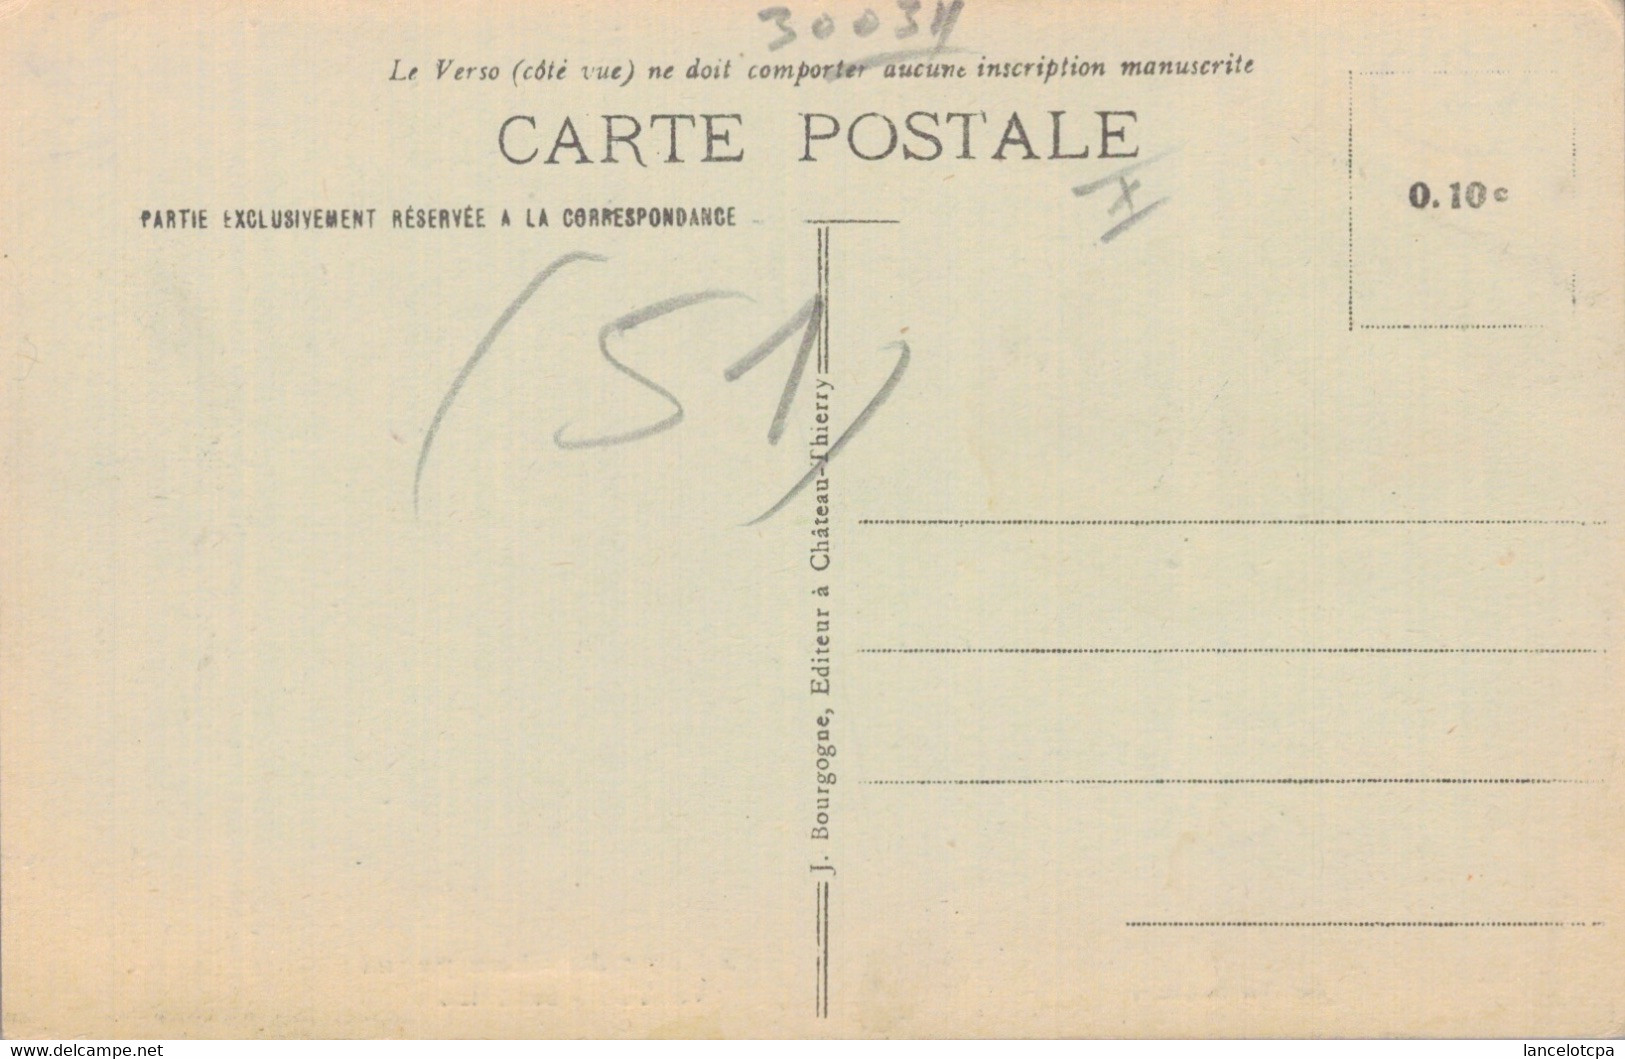 30034
Le Verso (côté vue) ne doit comporter aucune inscription manuscrite
CARTE POSTALE
0.10c
PARTIE EXCLUSIVEMENT RÉSERVÉE A LA CORRESPONDANCE
X
(51)
J. Bourgogne, Editeur à Château-Thierry
www.delcampe.net
lancelotcpa